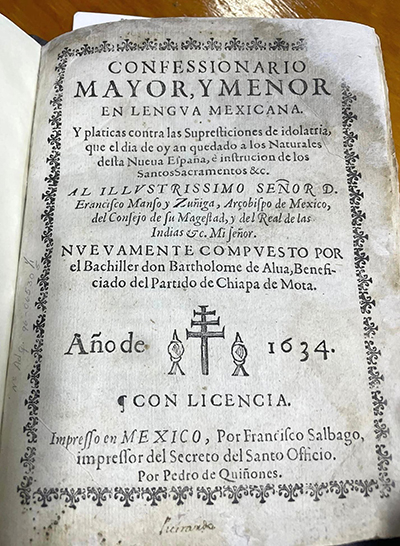 CONFESSIONARIO
MAYOR, Y MENOR
EN LENGVA MEXICANA.
Y platicas contra las Supresticiones de idolatria,
que el dia de oy an quedado a los Naturales
desta Nueua España, è instrucion de los
Santos Sacramentos &c.
AL ILLVSTRISSIMO SEÑOR D.
Francisco Manso y Zuñiga, Arçobispo de Mexico,
del Consejo de su Magestad, y del Real de las
Indias &c. Mi señor.
NVEVAMENTE COMPVESTO POR
el Bachiller don Bartholome de Alua, Benefi-
ciado del Partido de Chiapa de Mota.
Año de 1634.
¶ CON LICENCIA.
Impresso en MEXICO, Por Francisco Salbago,
impressor del Secreto del Santo Officio.
Por Pedro de Quiñones.